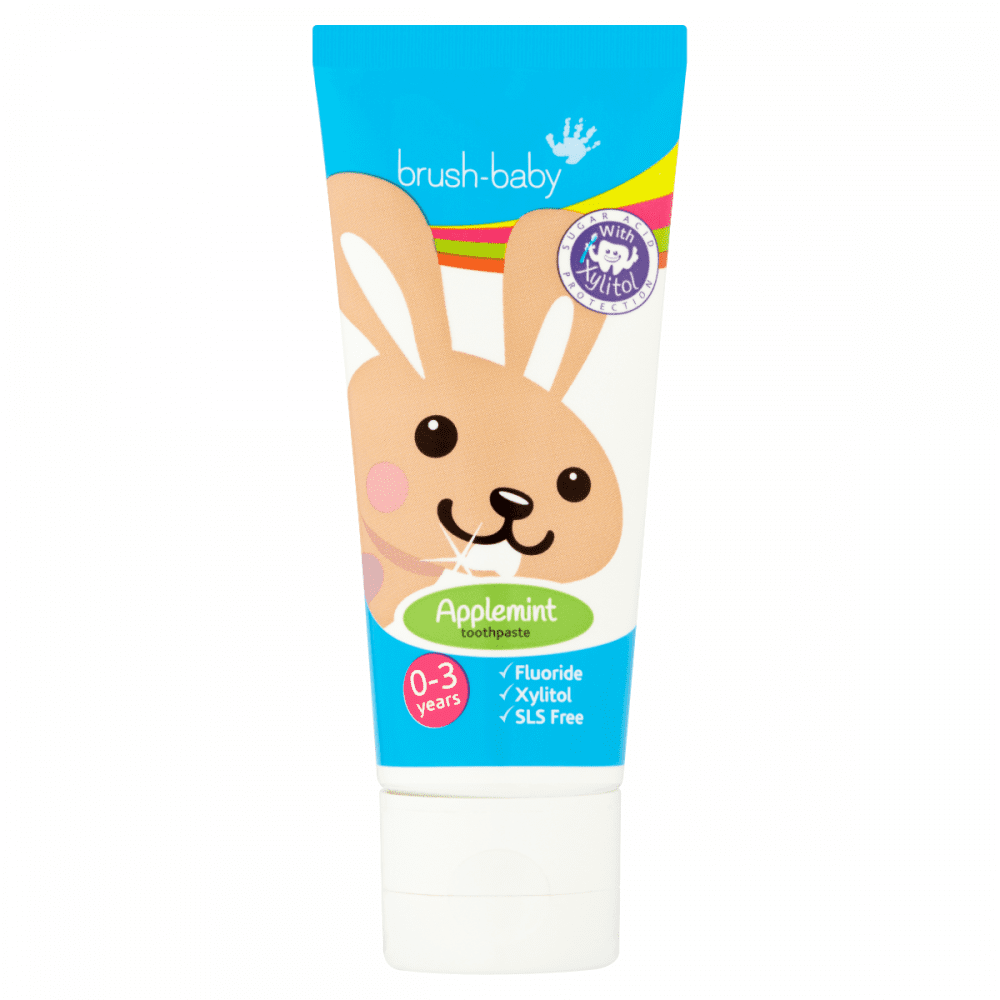 brush-baby
SUGAR ACID
With
Xylitol
PROTECTION
Applemint
toothpaste
0-3
years
✓Fluoride
✓Xylitol
✓SLS Free